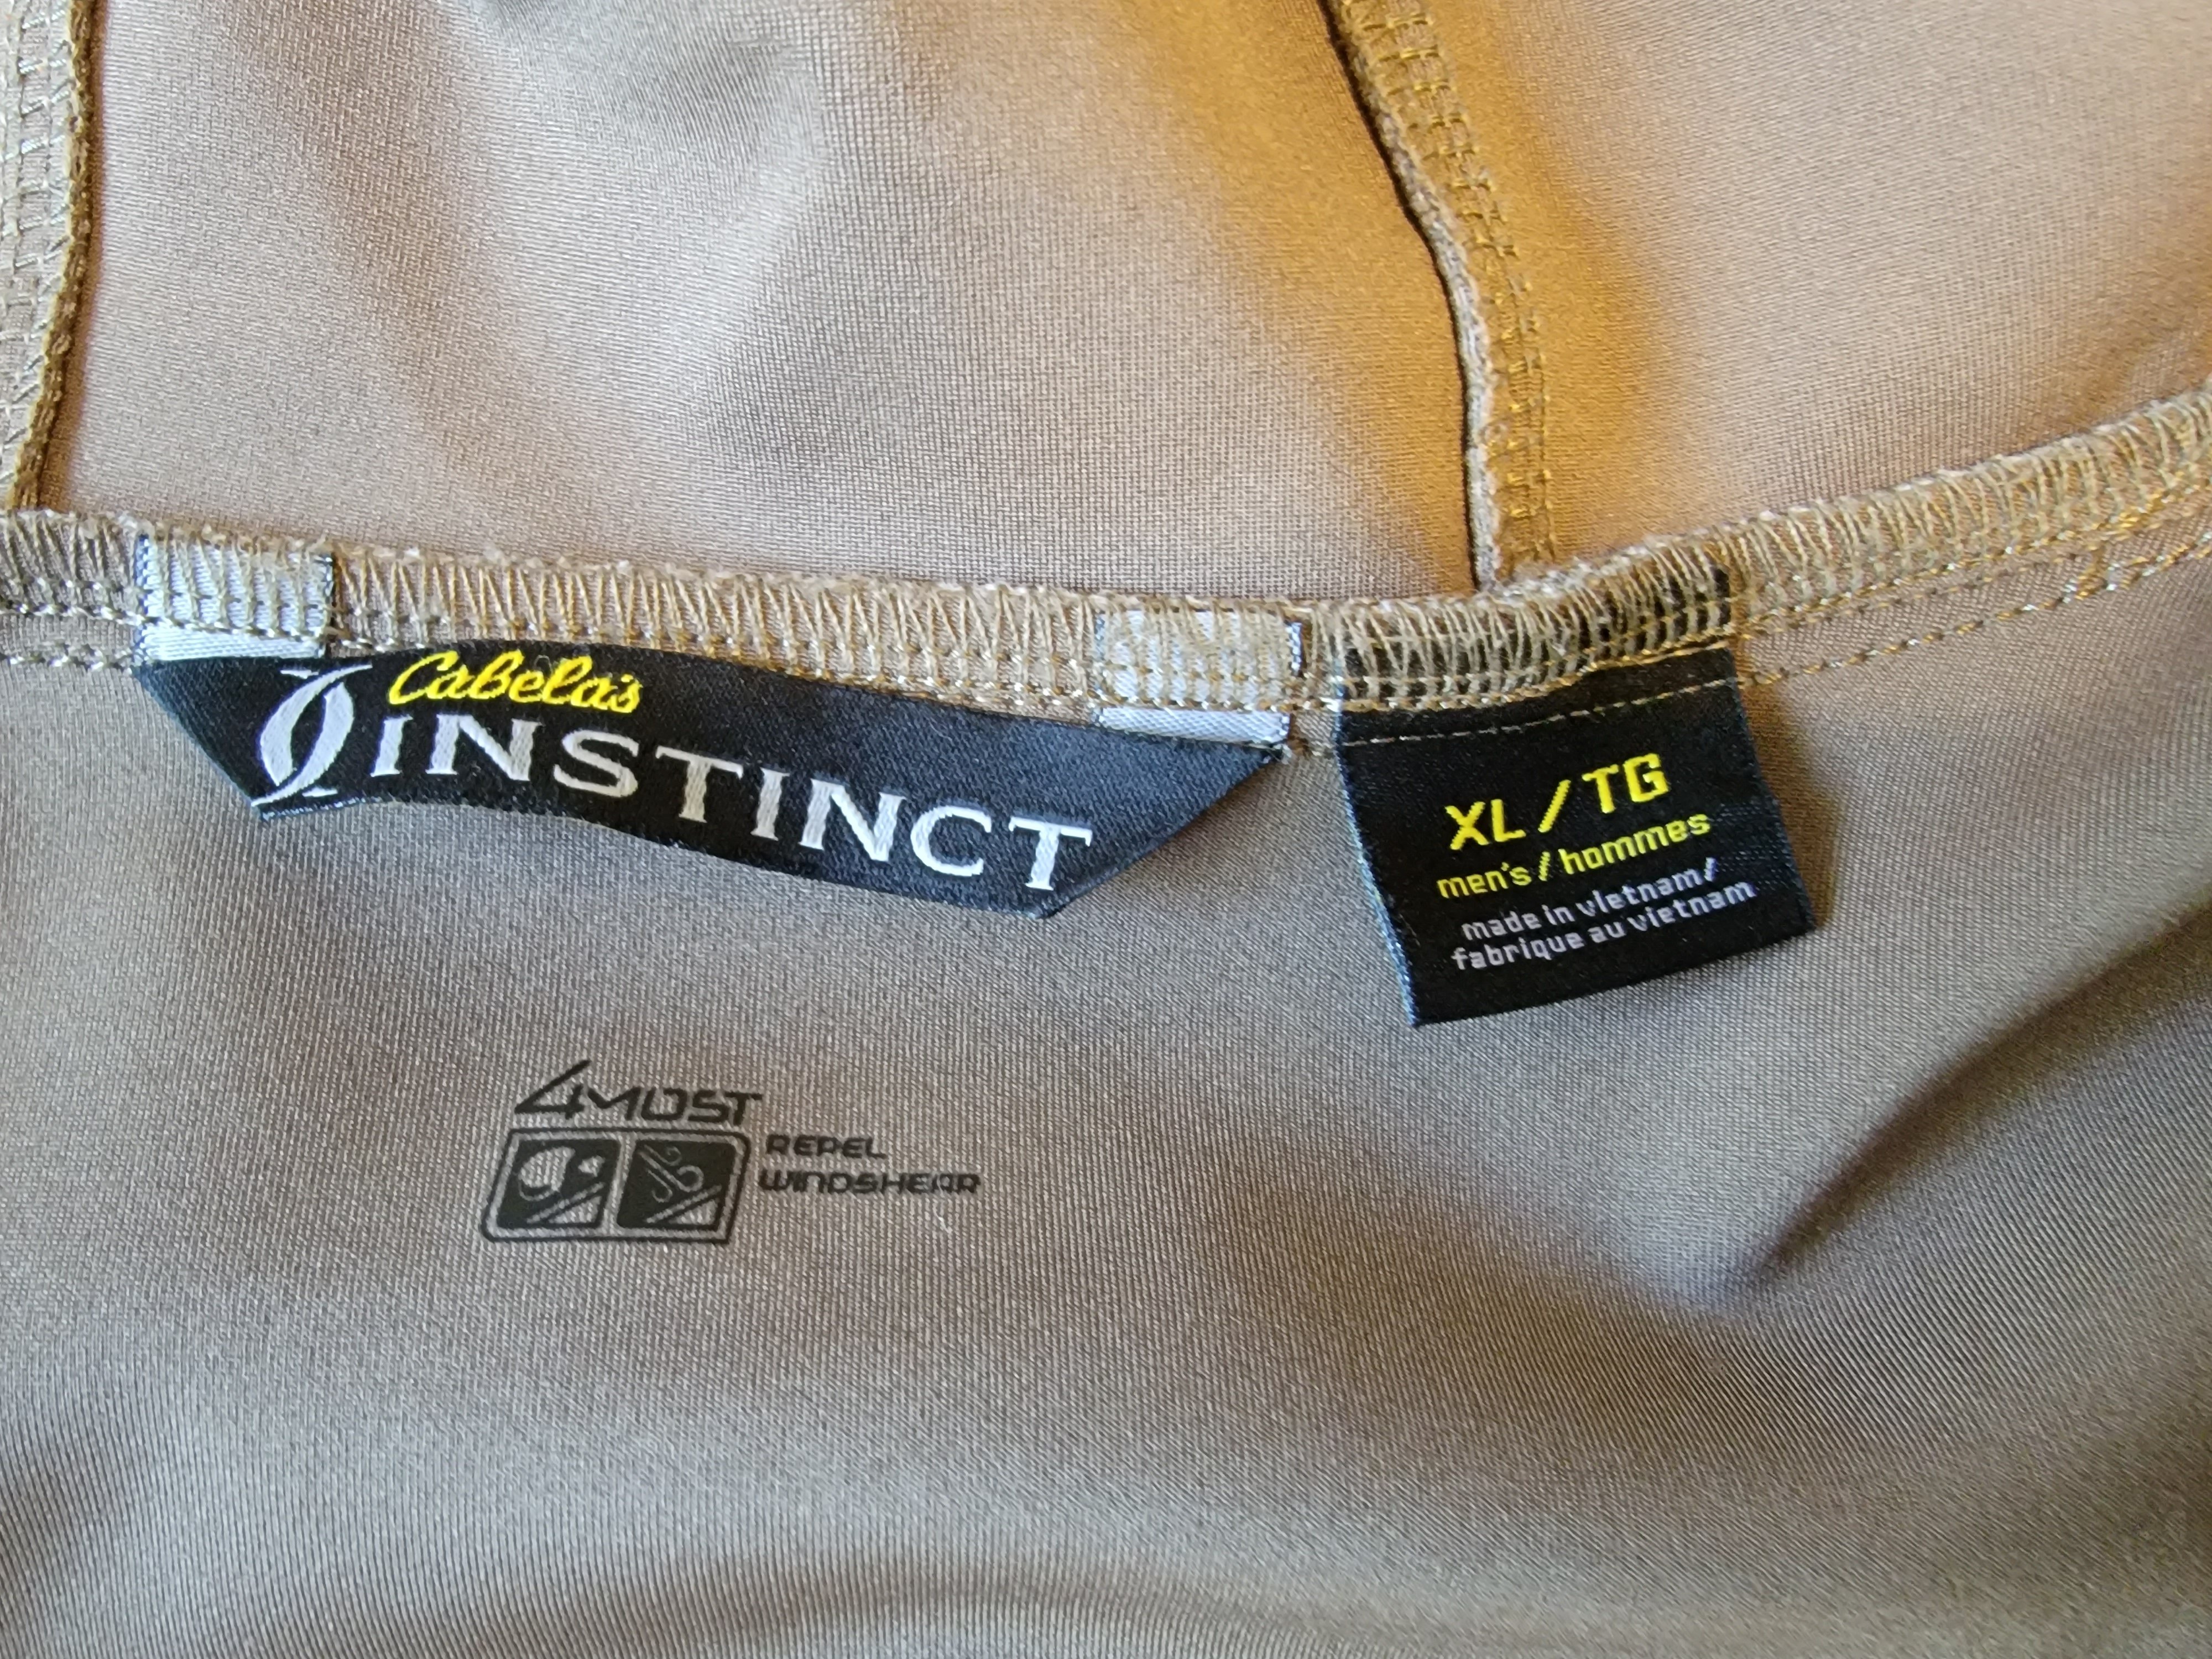 Cabela's
INSTINCT
XL / TG
men's / hommes
made in vietnam/
fabrique au vietnam
4MOST
REPEL
WINDSHEAR